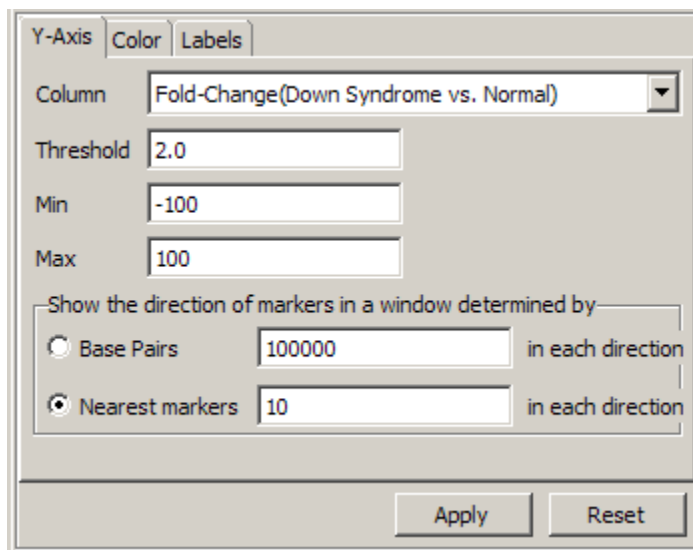 Y-Axis Color Labels
Column Fold-Change(Down Syndrome vs. Normal)
Threshold 2.0
Min -100
Max 100
Show the direction of markers in a window determined by
Base Pairs 100000 in each direction
Nearest markers 10 in each direction
Apply Reset